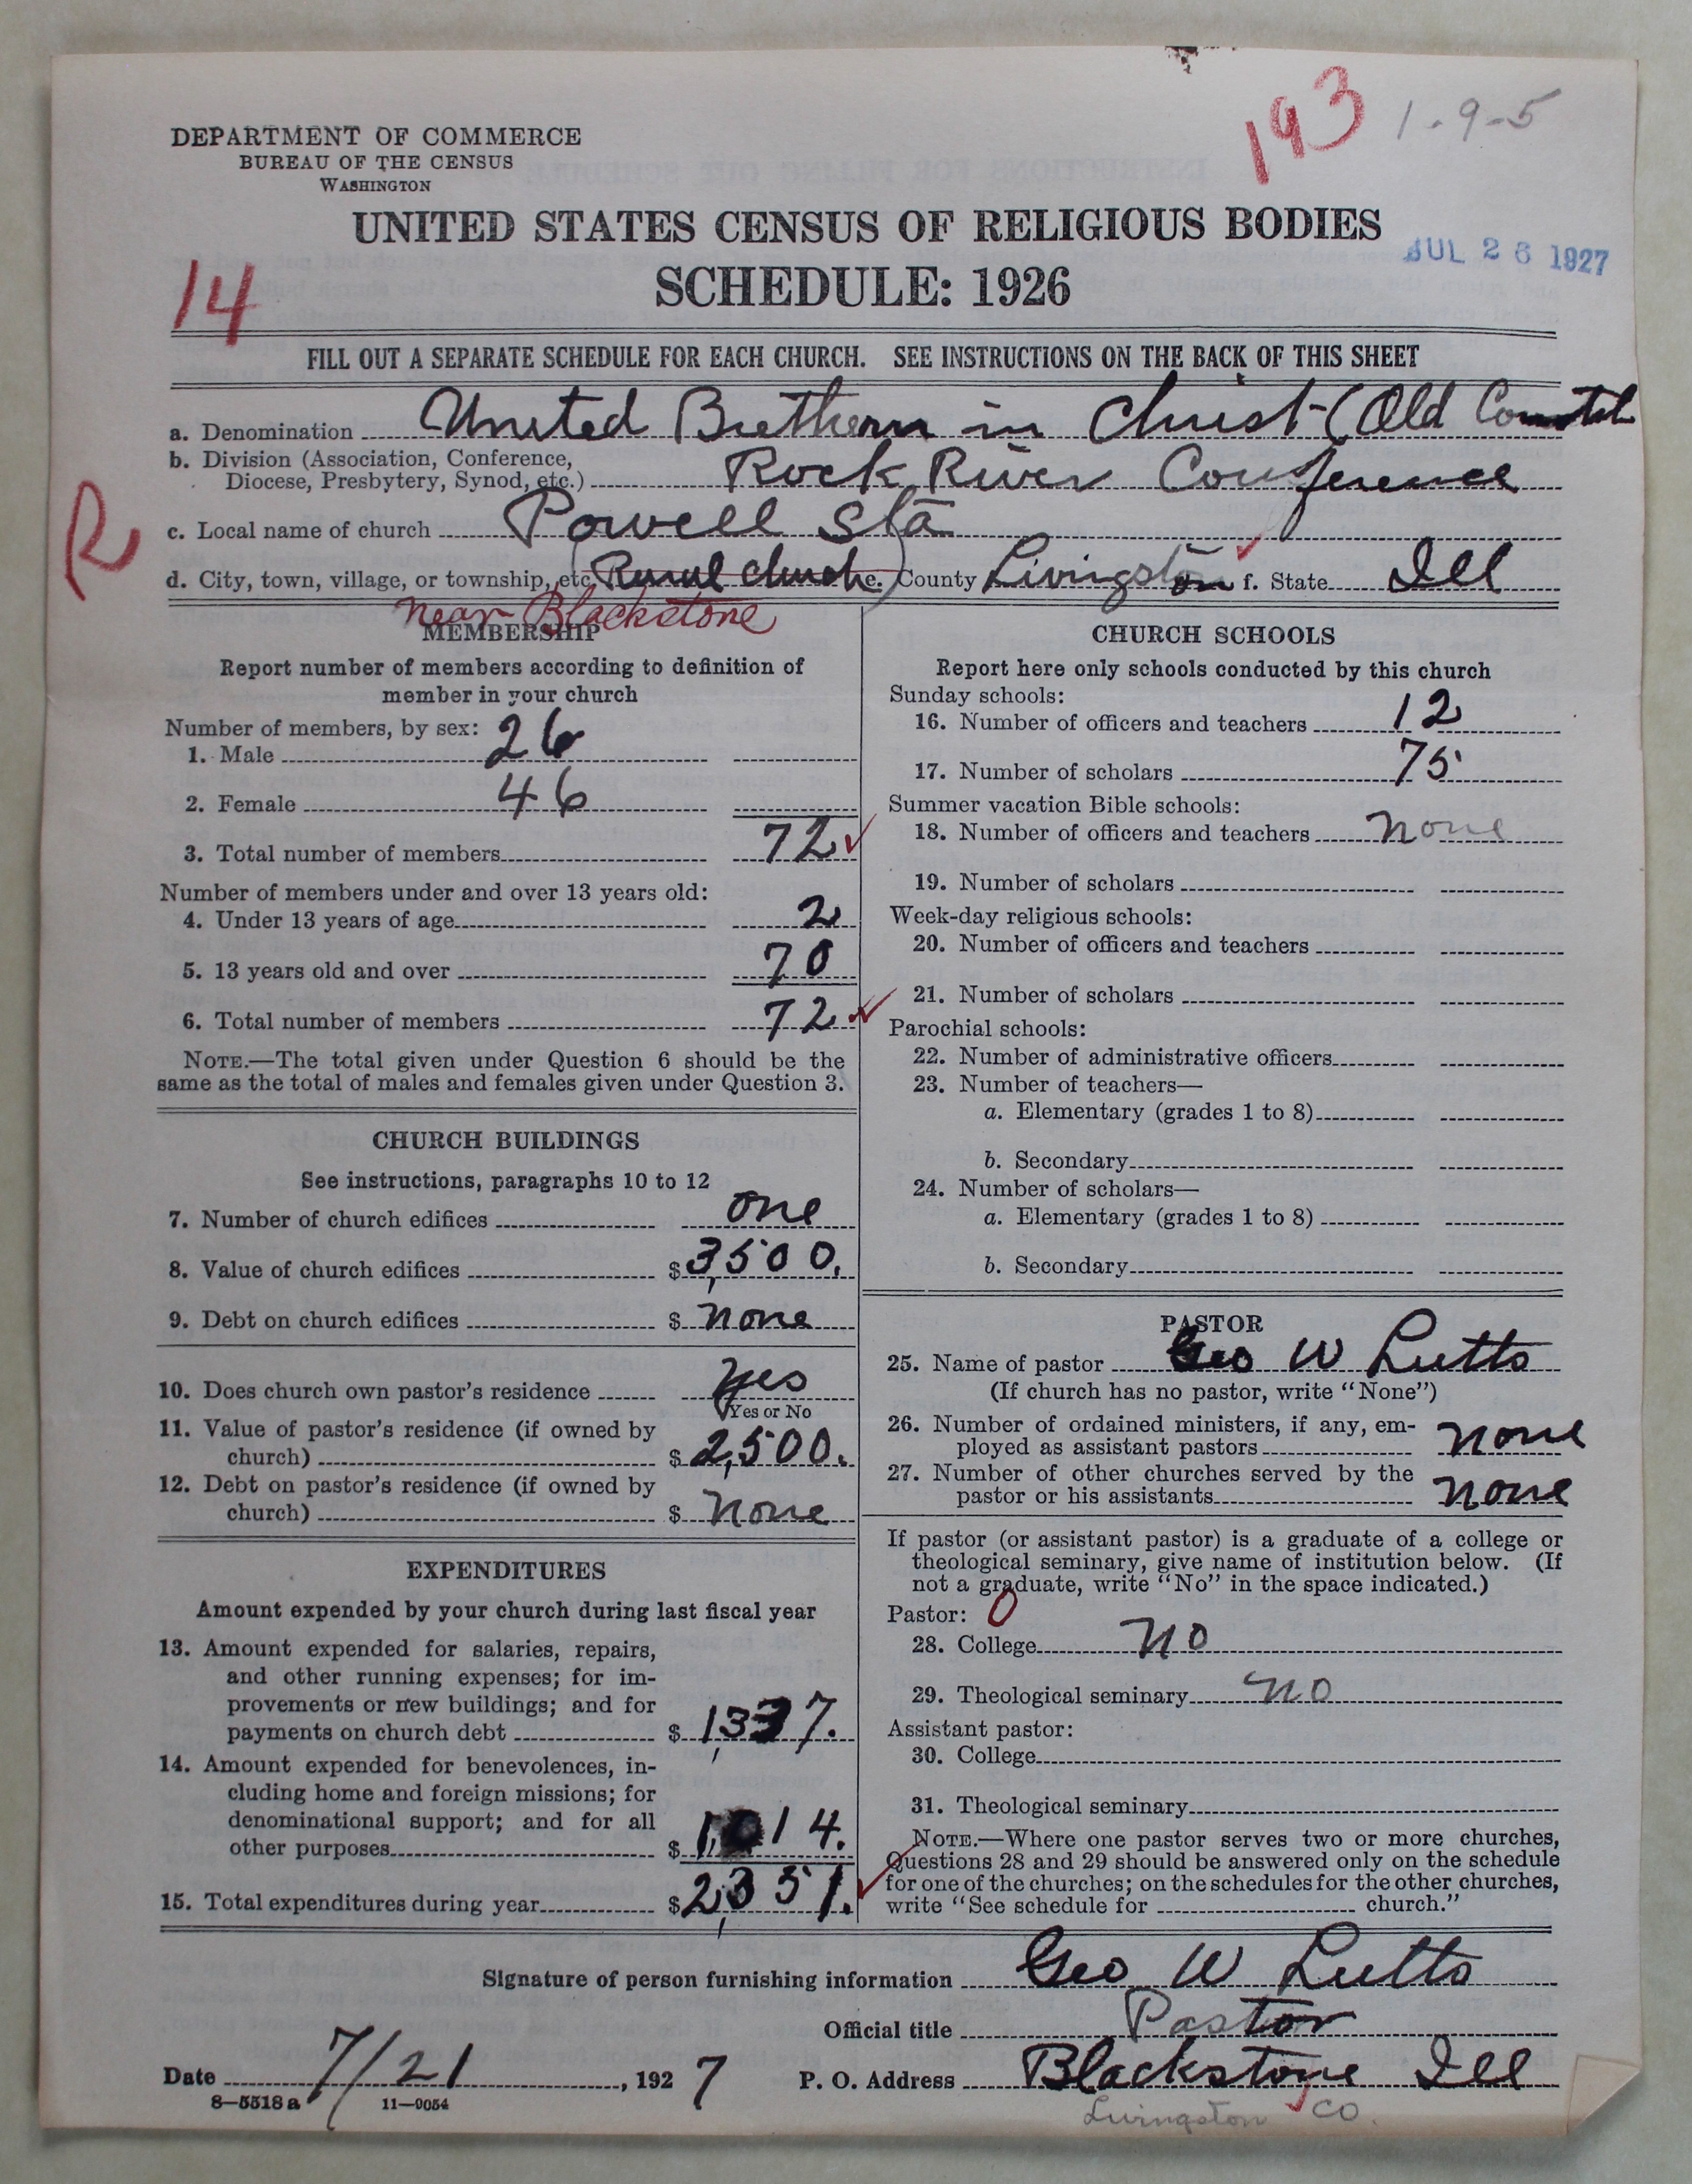 193 1-9-5
DEPARTMENT OF COMMERCE
BUREAU OF THE CENSUS
WASHINGTON
UNITED STATES CENSUS OF RELIGIOUS BODIES
JUL 26 1927
SCHEDULE: 1926
14
FILL OUT A SEPARATE SCHEDULE FOR EACH CHURCH. SEE INSTRUCTIONS ON THE BACK OF THIS SHEET
a. Denomination United Brethern in Christ (Old
b. Division (Association, Conference,
Diocese, Presbytery, Synod, etc.) Rock River Conference
R
c. Local name of church Powell Sta
d. City, town, village, or township, etc. (Rural church) e. County Livingston f. State Ill
near Blackstone
MEMBERSHIP
Report number of members according to definition of
member in your church
Number of members, by sex:
1. Male 26
2. Female 46
3. Total number of members 72
Number of members under and over 13 years old:
4. Under 13 years of age 2
5. 13 years old and over 70
6. Total number of members 72
NOTE.—The total given under Question 6 should be the
same as the total of males and females given under Question 3.
CHURCH BUILDINGS
See instructions, paragraphs 10 to 12
7. Number of church edifices one
8. Value of church edifices $ 3,500.
9. Debt on church edifices $ none
10. Does church own pastor's residence yes
Yes or No
11. Value of pastor's residence (if owned by
church) $ 2,500.
12. Debt on pastor's residence (if owned by
church) $ none
EXPENDITURES
Amount expended by your church during last fiscal year
13. Amount expended for salaries, repairs,
and other running expenses; for im-
provements or new buildings; and for
payments on church debt $ 1,337.
14. Amount expended for benevolences, in-
cluding home and foreign missions; for
denominational support; and for all
other purposes $ 1,014.
15. Total expenditures during year $ 2,351.
CHURCH SCHOOLS
Report here only schools conducted by this church
Sunday schools:
16. Number of officers and teachers 12
17. Number of scholars 75
Summer vacation Bible schools:
18. Number of officers and teachers none
19. Number of scholars
Week-day religious schools:
20. Number of officers and teachers
21. Number of scholars
Parochial schools:
22. Number of administrative officers
23. Number of teachers—
a. Elementary (grades 1 to 8)
b. Secondary
24. Number of scholars—
a. Elementary (grades 1 to 8)
b. Secondary
PASTOR
25. Name of pastor Geo W Lutts
(If church has no pastor, write "None")
26. Number of ordained ministers, if any, em-
ployed as assistant pastors none
27. Number of other churches served by the
pastor or his assistants none
If pastor (or assistant pastor) is a graduate of a college or
theological seminary, give name of institution below. (If
not a graduate, write "No" in the space indicated.)
Pastor: 0
28. College no
29. Theological seminary no
Assistant pastor:
30. College
31. Theological seminary
NOTE.—Where one pastor serves two or more churches,
Questions 28 and 29 should be answered only on the schedule
for one of the churches; on the schedules for the other churches,
write "See schedule for church."
Signature of person furnishing information Geo W Lutts
Official title Pastor
Date 7/21, 1927 P. O. Address Blackstone Ill
8—5518 a 11—9054
Livingston CO.